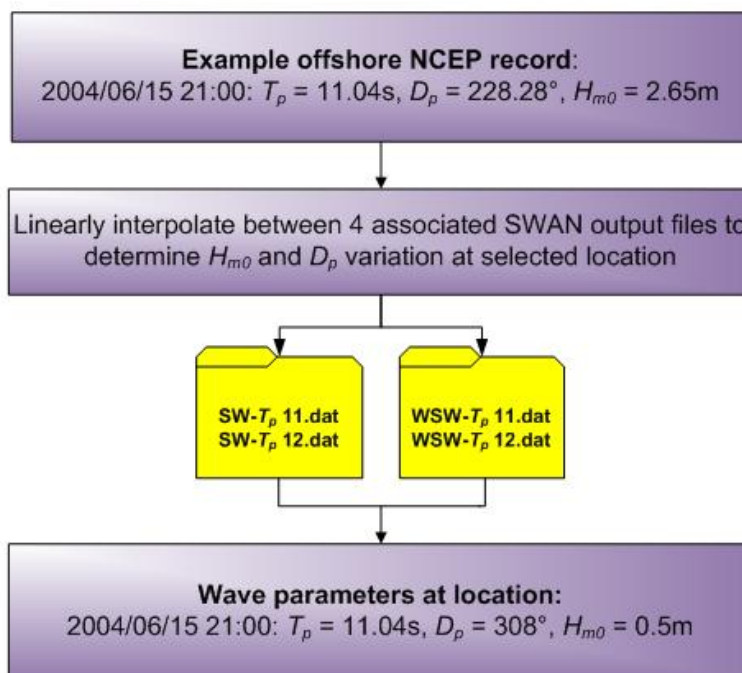 Example offshore NCEP record:
2004/06/15 21:00: Tp = 11.04s, Dp = 228.28°, Hm0 = 2.65m
Linearly interpolate between 4 associated SWAN output files to
determine Hm0 and Dp variation at selected location
SW-Tp 11.dat
SW-Tp 12.dat
WSW-Tp 11.dat
WSW-Tp 12.dat
Wave parameters at location:
2004/06/15 21:00: Tp = 11.04s, Dp = 308°, Hm0 = 0.5m